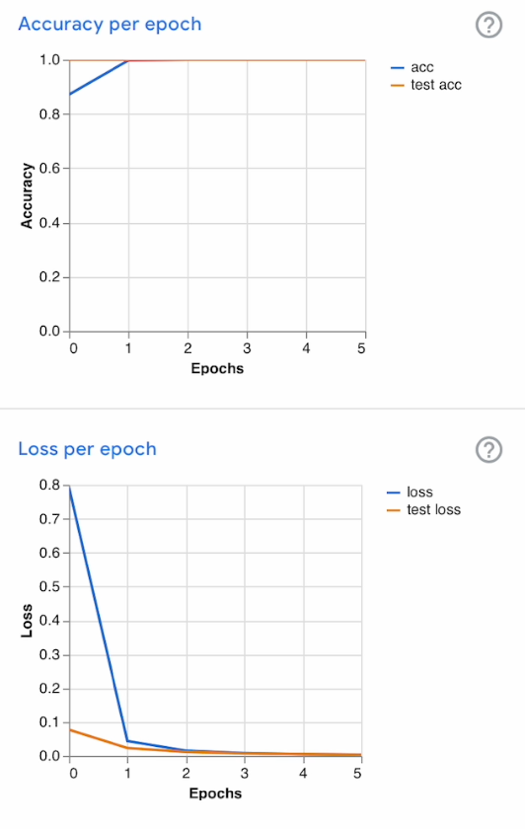 Accuracy per epoch
?
1.0
0.8
0.6
0.4
0.2
0.0
Accuracy
0 1 2 3 4 5
Epochs
acc
test acc
Loss per epoch
?
0.8
0.7
0.6
0.5
0.4
0.3
0.2
0.1
0.0
Loss
0 1 2 3 4 5
Epochs
loss
test loss